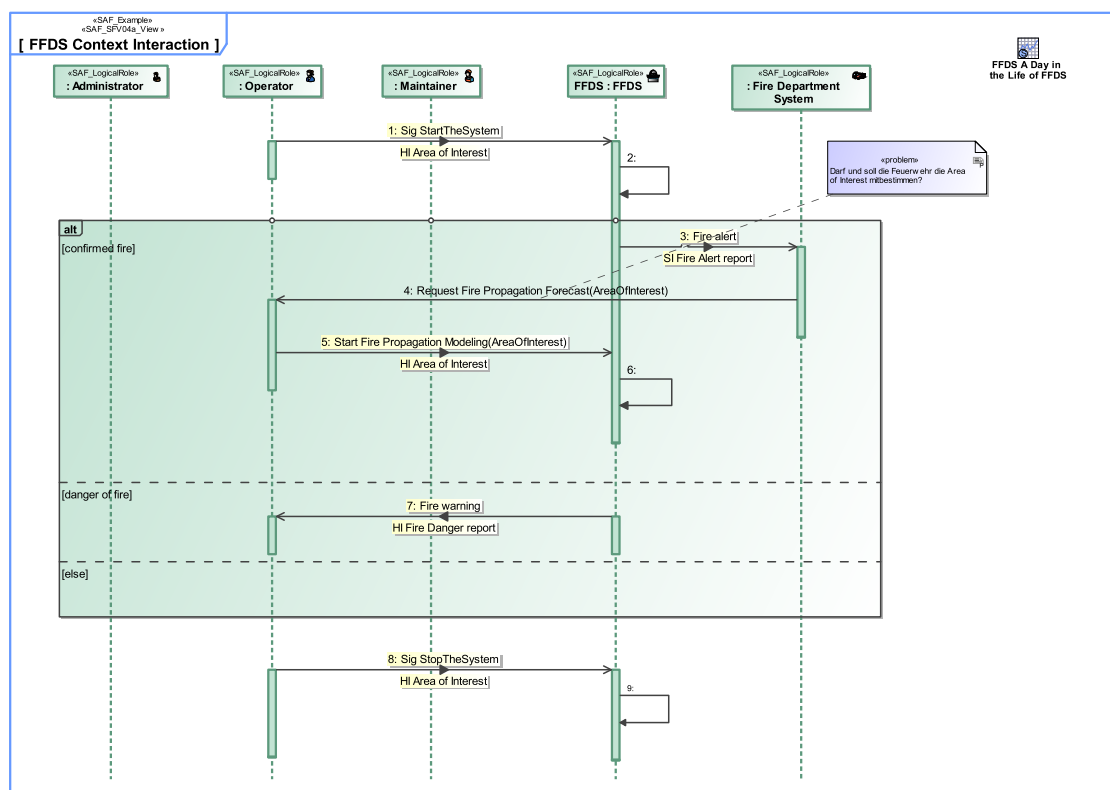 «SAF_Example»
«SAF_SFV04a_View »
[ FFDS Context Interaction ]
FFDS A Day in
the Life of FFDS
«SAF_LogicalRole»
: Administrator
«SAF_LogicalRole»
: Operator
«SAF_LogicalRole»
: Maintainer
«SAF_LogicalRole»
FFDS : FFDS
«SAF_LogicalRole»
: Fire Department
System
1: Sig StartTheSystem
HI Area of Interest
2:
«problem»
Darf und soll die Feuerwehr die Area
of Interest mitbestimmen?
alt
[confirmed fire]
3: Fire alert
SI Fire Alert report
4: Request Fire Propagation Forecast(AreaOfInterest)
5: Start Fire Propagation Modeling(AreaOfInterest)
HI Area of Interest
6:
[danger of fire]
7: Fire warning
HI Fire Danger report
[else]
8: Sig StopTheSystem
HI Area of Interest
9: